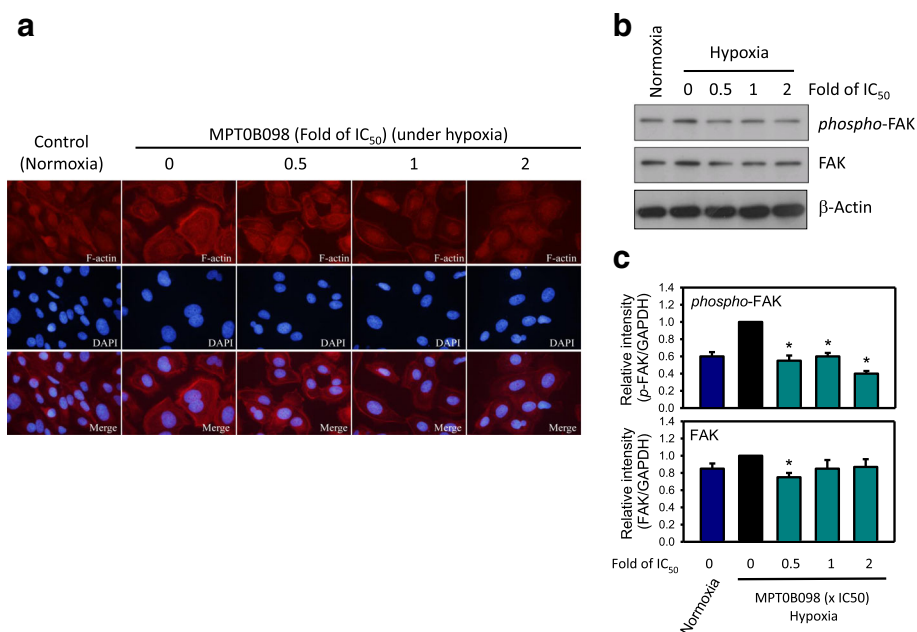 a
Control
(Normoxia)
MPT0B098 (Fold of IC50) (under hypoxia)
0 0.5 1 2
F-actin F-actin F-actin F-actin F-actin
DAPI DAPI DAPI DAPI DAPI
Merge Merge Merge Merge Merge
b
Normoxia
Hypoxia
0 0.5 1 2 Fold of IC50
phospho-FAK
FAK
β-Actin
c
Relative intensity
(p-FAK/GAPDH)
1.4
1.2
1.0
0.8
0.6
0.4
0.2
0.0
phospho-FAK
* * *
Relative intensity
(FAK/GAPDH)
1.4
1.2
1.0
0.8
0.6
0.4
0.2
0.0
FAK
*
Fold of IC50 0 0 0.5 1 2
Normoxia
MPT0B098 (x IC50)
Hypoxia